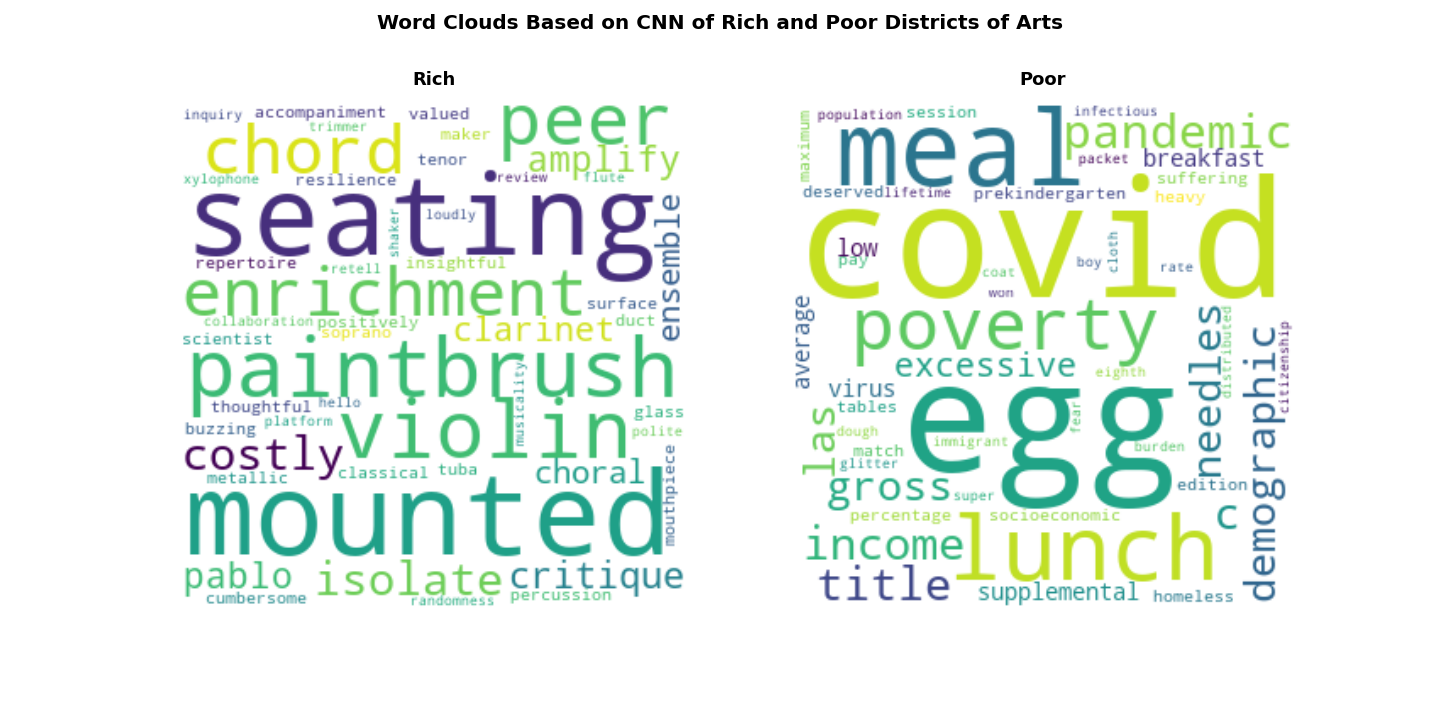 Word Clouds Based on CNN of Rich and Poor Districts of Arts
Rich
inquiry accompaniment valued peer
trimmer
chord maker amplify
tenor
xylophone resilience review flute
seating
shaker loudly ensemble
repertoire retell insightful
enrichment surface
collaboration positively clarinet duct
scientist soprano
paintbrush
thoughtful hello violin musicality glass
buzzing platform polite
costly classical tuba choral
metallic mouthpiece
mounted
pablo isolate critique
cumbersome randomness percussion
Poor
maximum population session infectious
meal pandemic
packet breakfast
deserved lifetime prekindergarten suffering
heavy
covid
low
pay coat cloth boy rate
won
average poverty needles distributed demographic citizenship
excessive eighth
virus egg
tables
las dough fear
match immigrant burden
glitter
gross super edition
percentage socioeconomic c
income lunch
title supplemental homeless